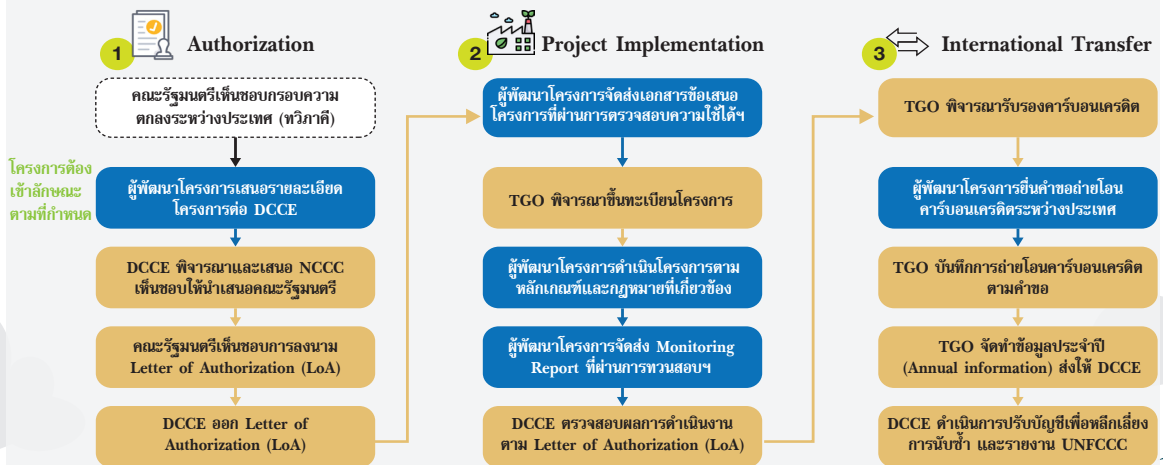 1
Authorization
คณะรัฐมนตรีเห็นชอบกรอบความ
ตกลงระหว่างประเทศ (ทวิภาคี)
โครงการต้อง
เข้าลักษณะ
ตามที่กำหนด
ผู้พัฒนาโครงการเสนอรายละเอียด
โครงการต่อ DCCE
DCCE พิจารณาและเสนอ NCCC
เห็นชอบให้นำเสนอคณะรัฐมนตรี
คณะรัฐมนตรีเห็นชอบการลงนาม
Letter of Authorization (LoA)
DCCE ออก Letter of
Authorization (LoA)
2
Project Implementation
ผู้พัฒนาโครงการจัดส่งเอกสารข้อเสนอ
โครงการที่ผ่านการตรวจสอบความใช้ได้ฯ
TGO พิจารณาขึ้นทะเบียนโครงการ
ผู้พัฒนาโครงการดำเนินโครงการตาม
หลักเกณฑ์และกฎหมายที่เกี่ยวข้อง
ผู้พัฒนาโครงการจัดส่ง Monitoring
Report ที่ผ่านการทวนสอบฯ
DCCE ตรวจสอบผลการดำเนินงาน
ตาม Letter of Authorization (LoA)
3
International Transfer
TGO พิจารณารับรองคาร์บอนเครดิต
ผู้พัฒนาโครงการยื่นคำขอถ่ายโอน
คาร์บอนเครดิตระหว่างประเทศ
TGO บันทึกการถ่ายโอนคาร์บอนเครดิต
ตามคำขอ
TGO จัดทำข้อมูลประจำปี
(Annual information) ส่งให้ DCCE
DCCE ดำเนินการปรับบัญชีเพื่อหลีกเลี่ยง
การนับซ้ำ และรายงาน UNFCCC